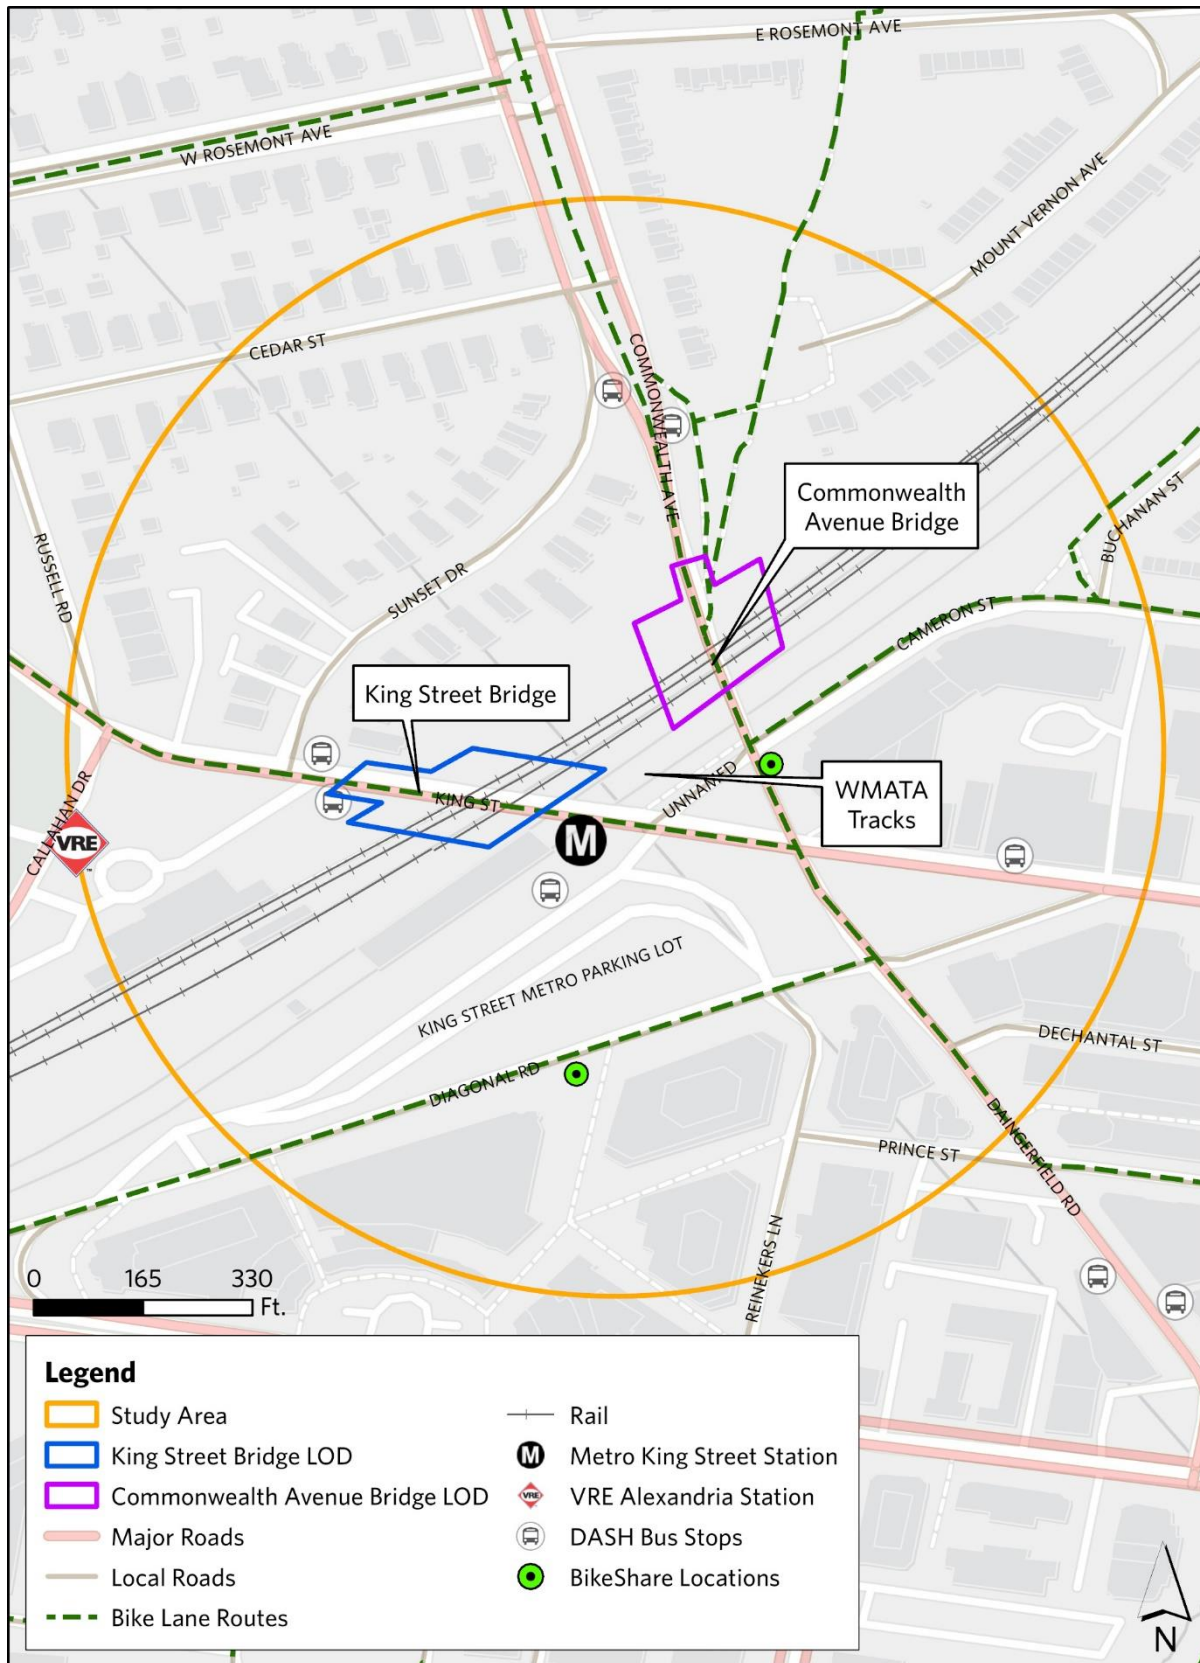 E ROSEMONT AVE
W ROSEMONT AVE
MOUNT VERNON AVE
CEDAR ST
COMMONWEALTH AVE
Commonwealth
Avenue Bridge
BUCHANAN ST
RUSSELL RD
SUNSET DR
CAMERON ST
King Street Bridge
UNNAMED
WMATA
Tracks
KING ST
CALLAHAN DR
VRE
M
KING STREET METRO PARKING LOT
DECHANTAL ST
DIAGONAL RD
DAINGERFIELD RD
PRINCE ST
REINEKERS LN
0 165 330
Ft.
Legend
Study Area
King Street Bridge LOD
Commonwealth Avenue Bridge LOD
Major Roads
Local Roads
Bike Lane Routes
Rail
M Metro King Street Station
VRE VRE Alexandria Station
DASH Bus Stops
BikeShare Locations
N